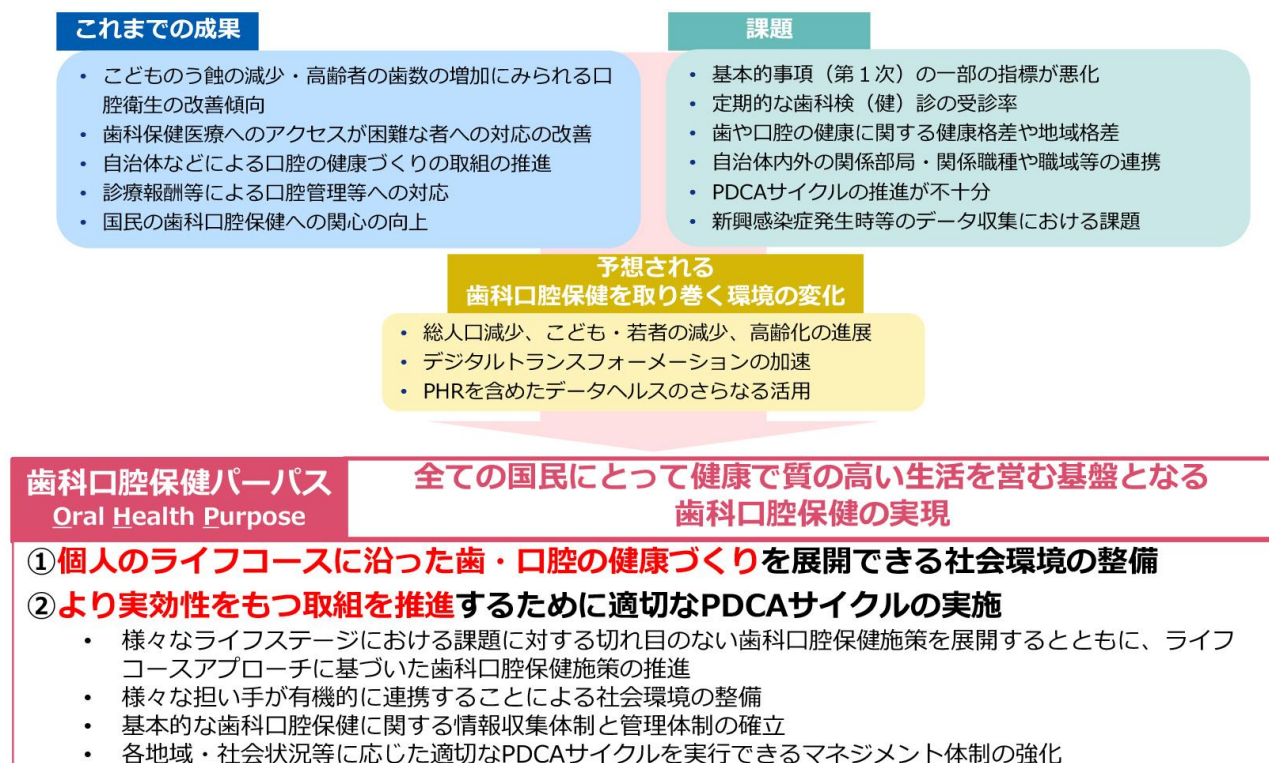 これまでの成果
• こどものう蝕の減少・高齢者の歯数の増加にみられる口
腔衛生の改善傾向
• 歯科保健医療へのアクセスが困難な者への対応の改善
• 自治体などによる口腔の健康づくりの取組の推進
• 診療報酬等による口腔管理等への対応
• 国民の歯科口腔保健への関心の向上
課題
• 基本的事項（第１次）の一部の指標が悪化
• 定期的な歯科検（健）診の受診率
• 歯や口腔の健康に関する健康格差や地域格差
• 自治体内外の関係部局・関係職種や職域等の連携
• PDCAサイクルの推進が不十分
• 新興感染症発生時等のデータ収集における課題
予想される
歯科口腔保健を取り巻く環境の変化
• 総人口減少、こども・若者の減少、高齢化の進展
• デジタルトランスフォーメーションの加速
• PHRを含めたデータヘルスのさらなる活用
歯科口腔保健パーパス
Oral Health Purpose
全ての国民にとって健康で質の高い生活を営む基盤となる
歯科口腔保健の実現
①個人のライフコースに沿った歯・口腔の健康づくりを展開できる社会環境の整備
②より実効性をもつ取組を推進するために適切なPDCAサイクルの実施
• 様々なライフステージにおける課題に対する切れ目のない歯科口腔保健施策を展開するとともに、ライフ
コースアプローチに基づいた歯科口腔保健施策の推進
• 様々な担い手が有機的に連携することによる社会環境の整備
• 基本的な歯科口腔保健に関する情報収集体制と管理体制の確立
• 各地域・社会状況等に応じた適切なPDCAサイクルを実行できるマネジメント体制の強化